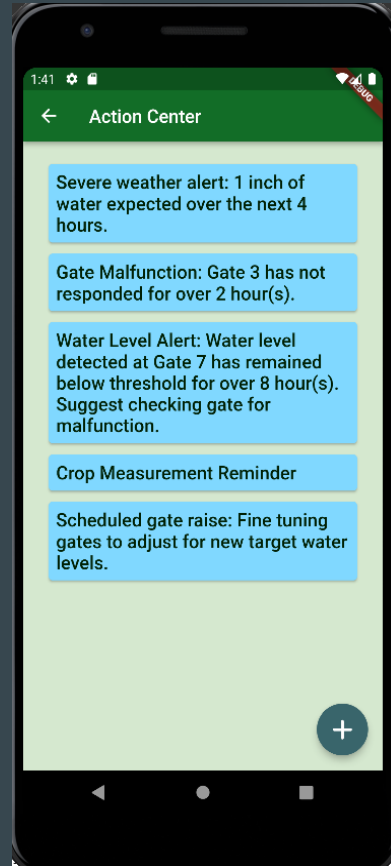 1:41
DEBUG
Action Center
Severe weather alert: 1 inch of
water expected over the next 4
hours.
Gate Malfunction: Gate 3 has not
responded for over 2 hour(s).
Water Level Alert: Water level
detected at Gate 7 has remained
below threshold for over 8 hour(s).
Suggest checking gate for
malfunction.
Crop Measurement Reminder
Scheduled gate raise: Fine tuning
gates to adjust for new target water
levels.